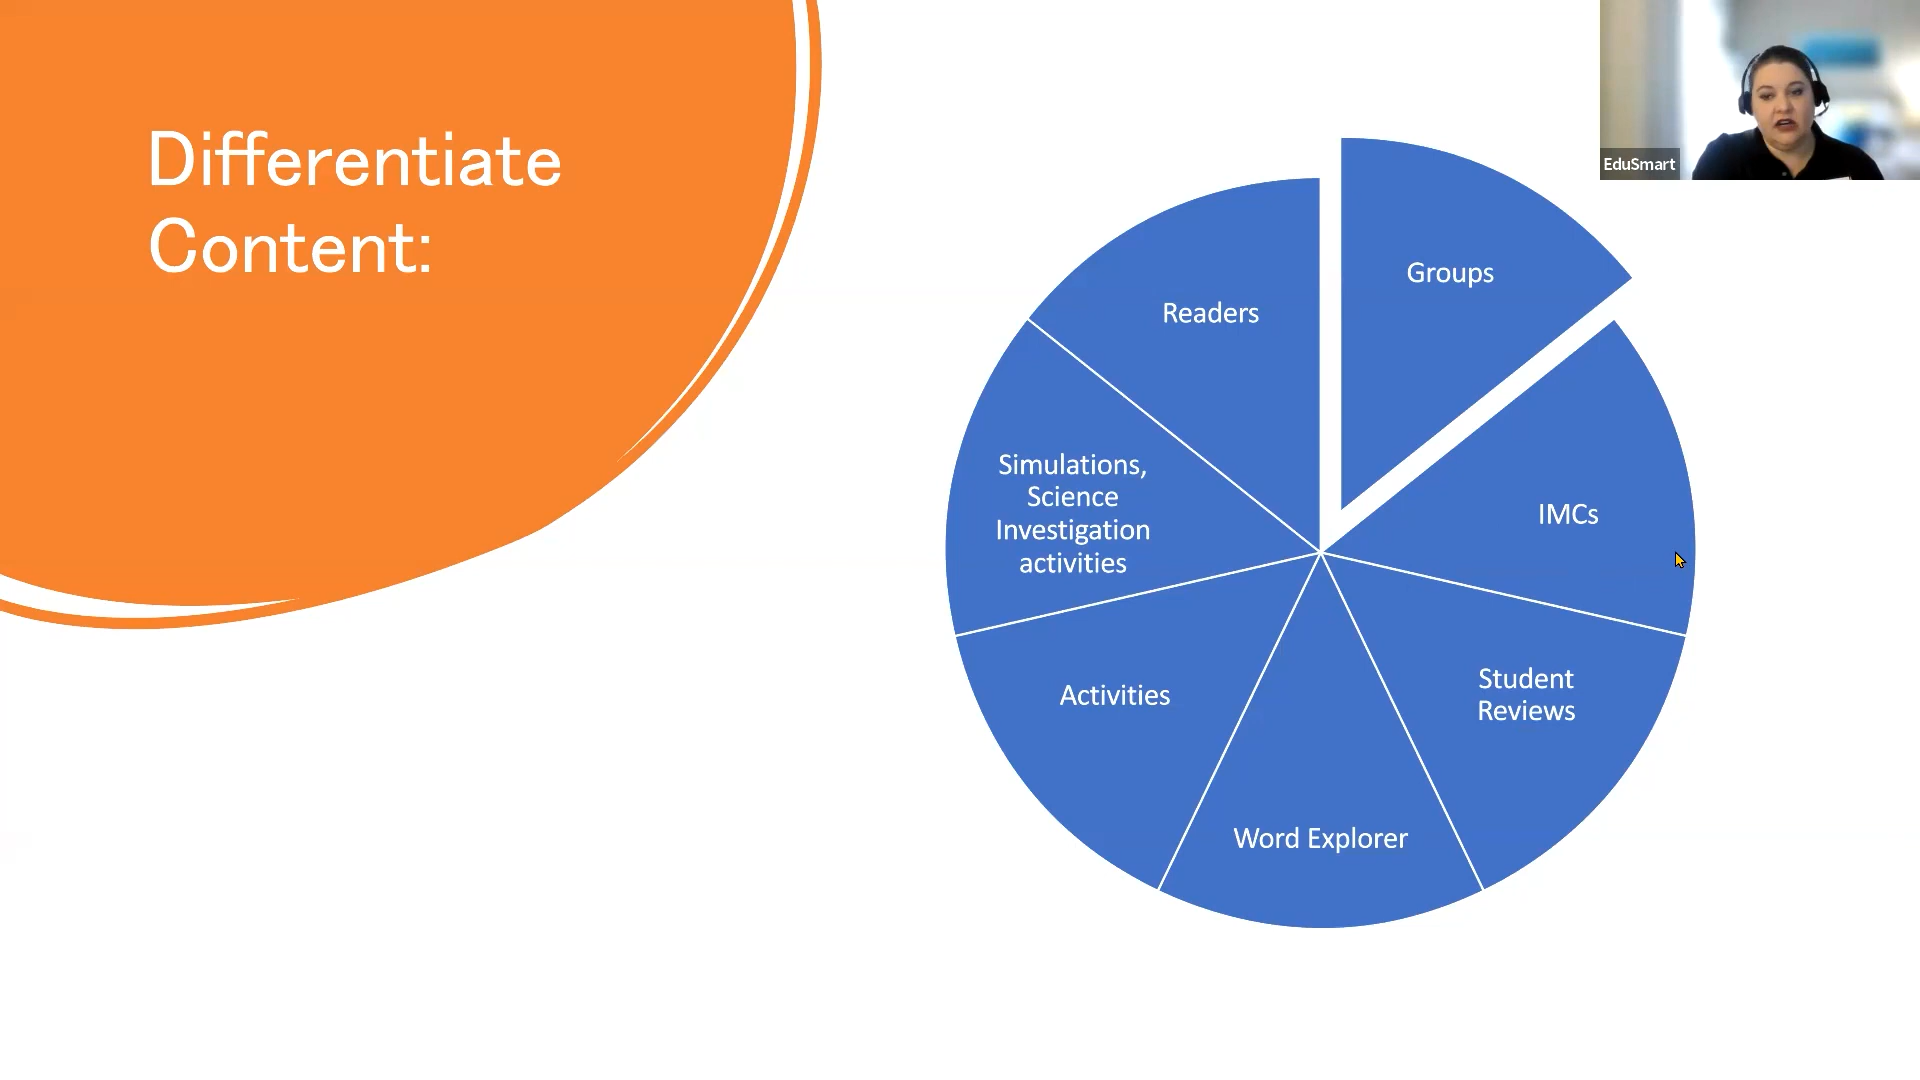 Differentiate
Content:
EduSmart
Groups
Readers
IMCs
Simulations,
Science
Investigation
activities
Student
Reviews
Activities
Word Explorer